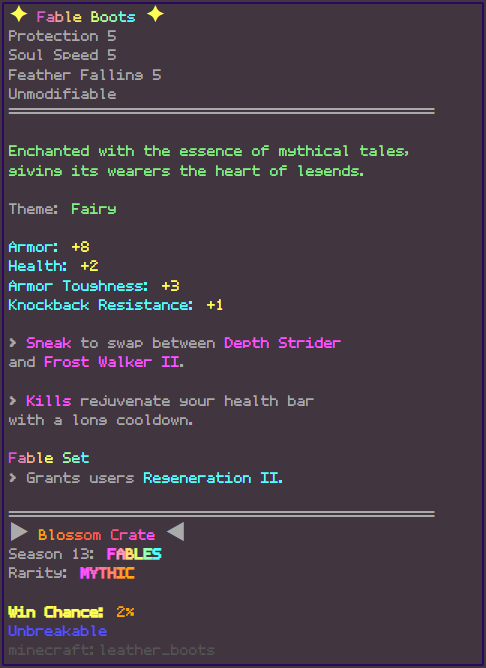 ✦ Fable Boots ✦
Protection 5
Soul Speed 5
Feather Falling 5
Unmodifiable
Enchanted with the essence of mythical tales,
giving its wearers the heart of legends.
Theme: Fairy
Armor: +8
Health: +2
Armor Toughness: +3
Knockback Resistance: +1
> Sneak to swap between Depth Strider
and Frost Walker II.
> Kills rejuvenate your health bar
with a long cooldown.
Fable Set
> Grants users Regeneration II.
▶ Blossom Crate ◀
Season 13: FABLES
Rarity: MYTHIC
Win Chance: 2%
Unbreakable
minecraft:leather_boots